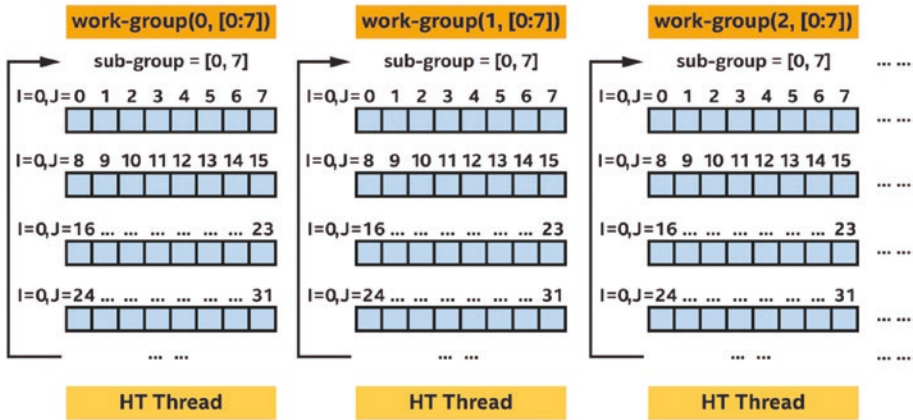 work-group(0, [0:7]) work-group(1, [0:7]) work-group(2, [0:7])
sub-group = [0, 7] sub-group = [0, 7] sub-group = [0, 7] ... ...
I=0,J= 0 1 2 3 4 5 6 7 I=0,J= 0 1 2 3 4 5 6 7 I=0,J= 0 1 2 3 4 5 6 7 ... ...
I=0,J= 8 9 10 11 12 13 14 15 I=0,J= 8 9 10 11 12 13 14 15 I=0,J= 8 9 10 11 12 13 14 15 ... ...
I=0,J=16 ... ... ... ... ... ... 23 I=0,J=16 ... ... ... ... ... ... 23 I=0,J=16 ... ... ... ... ... ... 23 ... ...
I=0,J=24 ... ... ... ... ... ... 31 I=0,J=24 ... ... ... ... ... ... 31 I=0,J=24 ... ... ... ... ... ... 31 ... ...
... ... ... ... ... ... ... ...
HT Thread HT Thread HT Thread